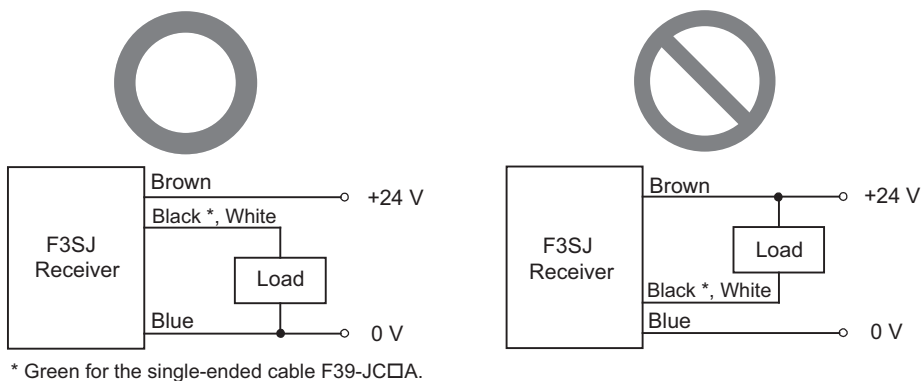 Brown
+24 V
Black *, White
F3SJ
Receiver
Load
Blue
0 V
* Green for the single-ended cable F39-JC□A.
Brown
+24 V
F3SJ
Receiver
Load
Black *, White
Blue
0 V